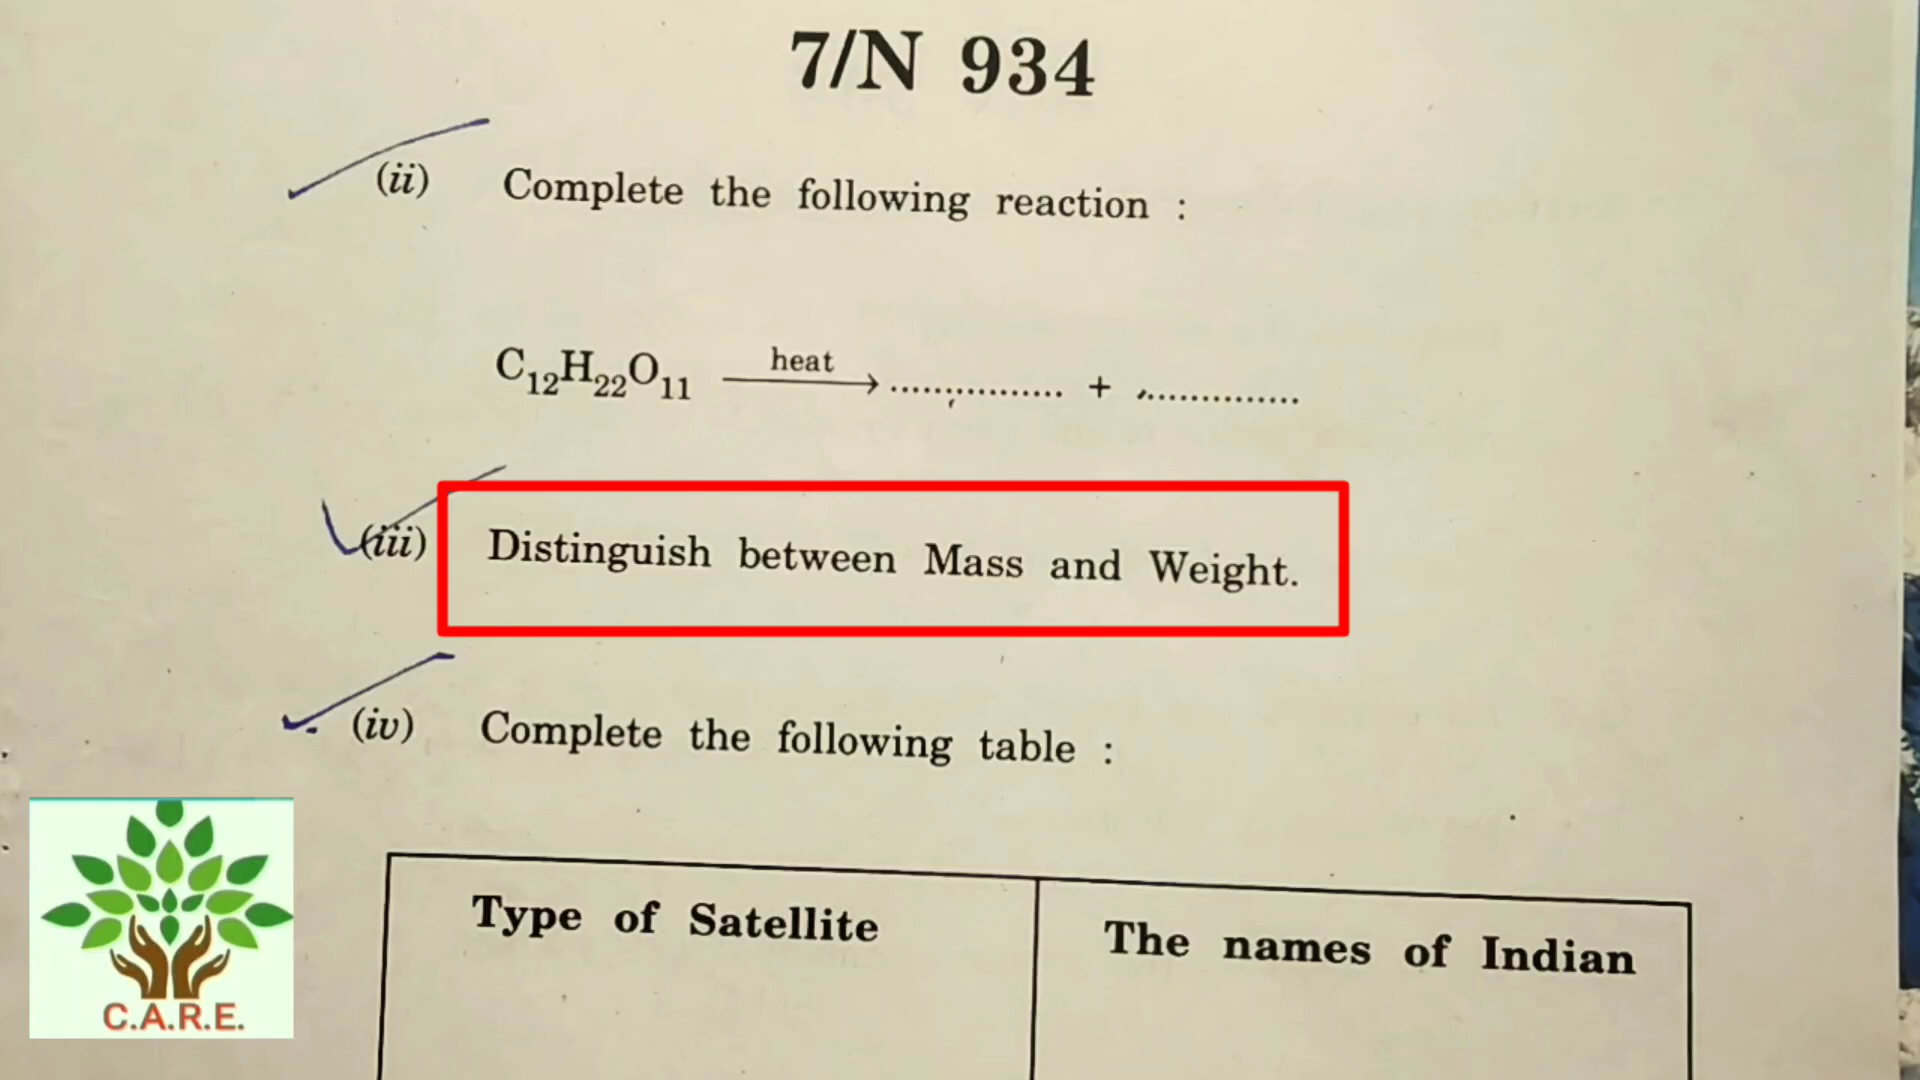 7/N 934
(ii) Complete the following reaction :
C₁₂H₂₂O₁₁ heat → ................. + ...............
(iii) Distinguish between Mass and Weight.
(iv) Complete the following table :
Type of Satellite The names of Indian
C.A.R.E.